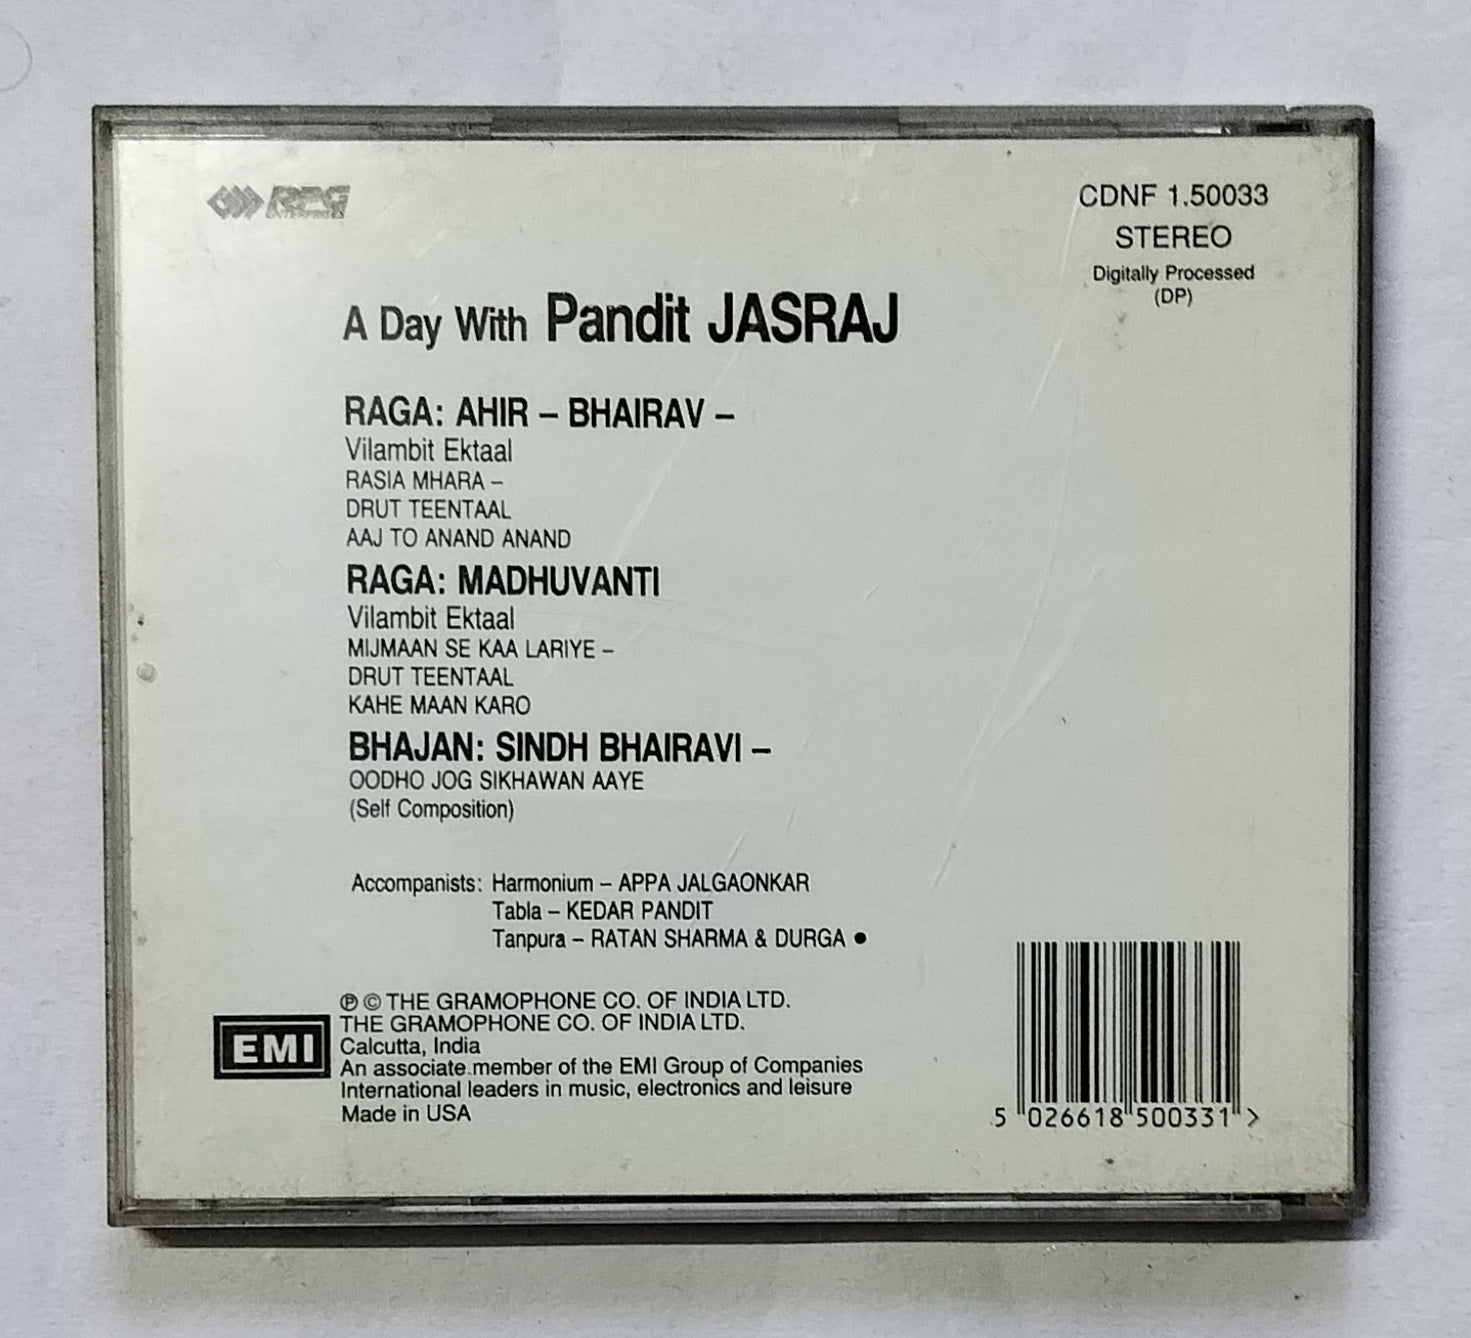 RPG
ENTERPRISES
CDNF 1.50033
STEREO
Digitally Processed
(DP)
A Day With Pandit JASRAJ
RAGA: AHIR – BHAIRAV –
Vilambit Ektaal
RASIA MHARA –
DRUT TEENTAAL
AAJ TO ANAND ANAND
RAGA: MADHUVANTI
Vilambit Ektaal
MIJMAAN SE KAA LARIYE –
DRUT TEENTAAL
KAHE MAAN KARO
BHAJAN: SINDH BHAIRAVI –
OODHO JOG SIKHAWAN AAYE
(Self Composition)
Accompanists: Harmonium – APPA JALGAONKAR
Tabla – KEDAR PANDIT
Tanpura – RATAN SHARMA & DURGA ●
℗ © THE GRAMOPHONE CO. OF INDIA LTD.
THE GRAMOPHONE CO. OF INDIA LTD.
Calcutta, India
An associate member of the EMI Group of Companies
International leaders in music, electronics and leisure
Made in USA
EMI
5 026618 500331 >